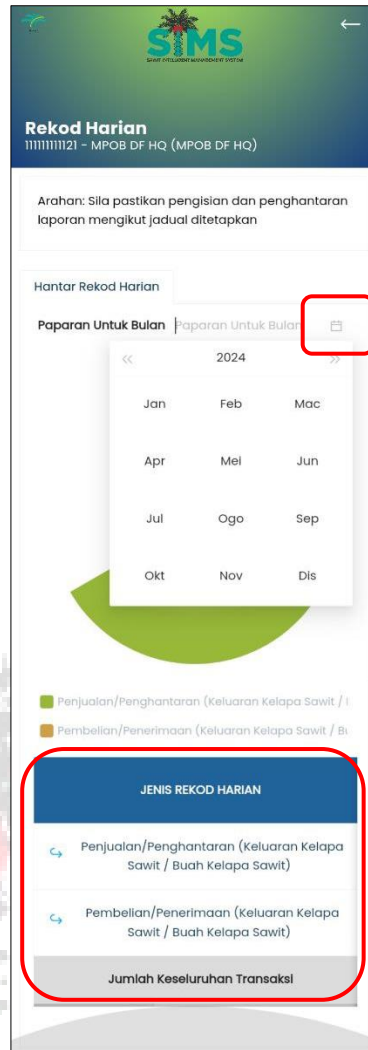 SIMS
SAWIT INTELLIGENT MANAGEMENT SYSTEM
Rekod Harian
111111111121 - MPOB DF HQ (MPOB DF HQ)
Arahan: Sila pastikan pengisian dan penghantaran
laporan mengikut jadual ditetapkan
Hantar Rekod Harian
Paparan Untuk Bulan Paparan Untuk Bulan
2024
Jan Feb Mac
Apr Mei Jun
Jul Ogo Sep
Okt Nov Dis
Penjualan/Penghantaran (Keluaran Kelapa Sawit /
Pembelian/Penerimaan (Keluaran Kelapa Sawit /
JENIS REKOD HARIAN
Penjualan/Penghantaran (Keluaran Kelapa
Sawit / Buah Kelapa Sawit)
Pembelian/Penerimaan (Keluaran Kelapa
Sawit / Buah Kelapa Sawit)
Jumlah Keseluruhan Transaksi